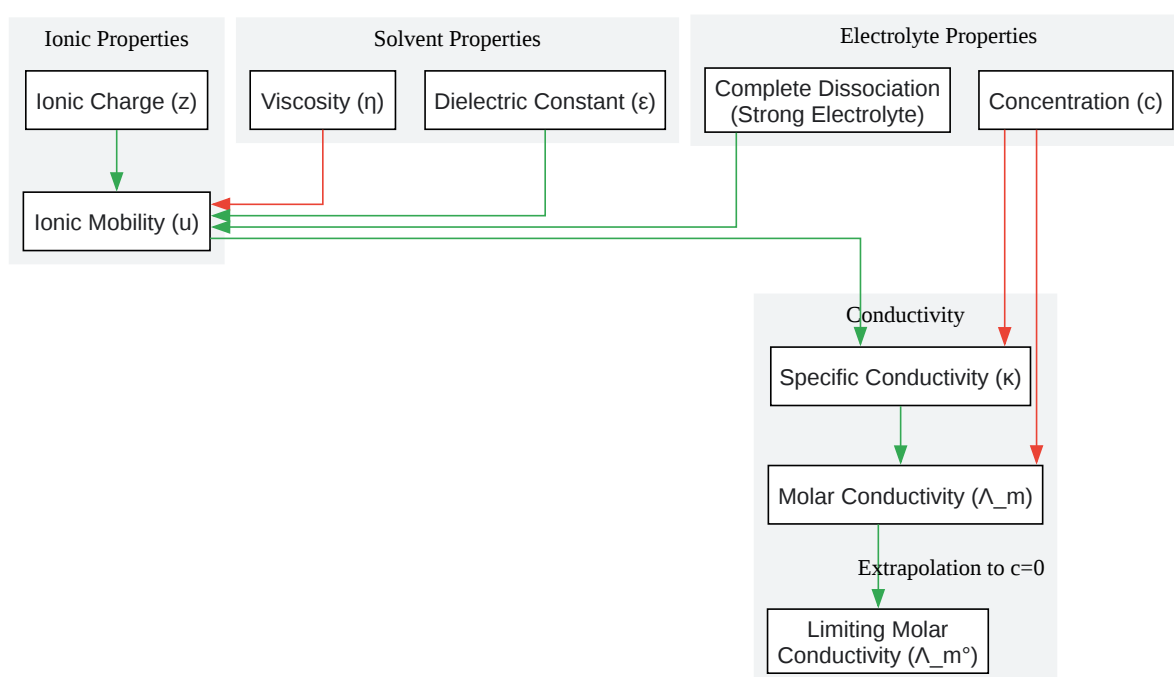 Ionic Properties
Solvent Properties
Electrolyte Properties
Ionic Charge (z)
Viscosity (η)
Dielectric Constant (ε)
Complete Dissociation
(Strong Electrolyte)
Concentration (c)
Ionic Mobility (u)
Conductivity
Specific Conductivity (κ)
Molar Conductivity (Λ_m)
Extrapolation to c=0
Limiting Molar
Conductivity (Λ_m°)